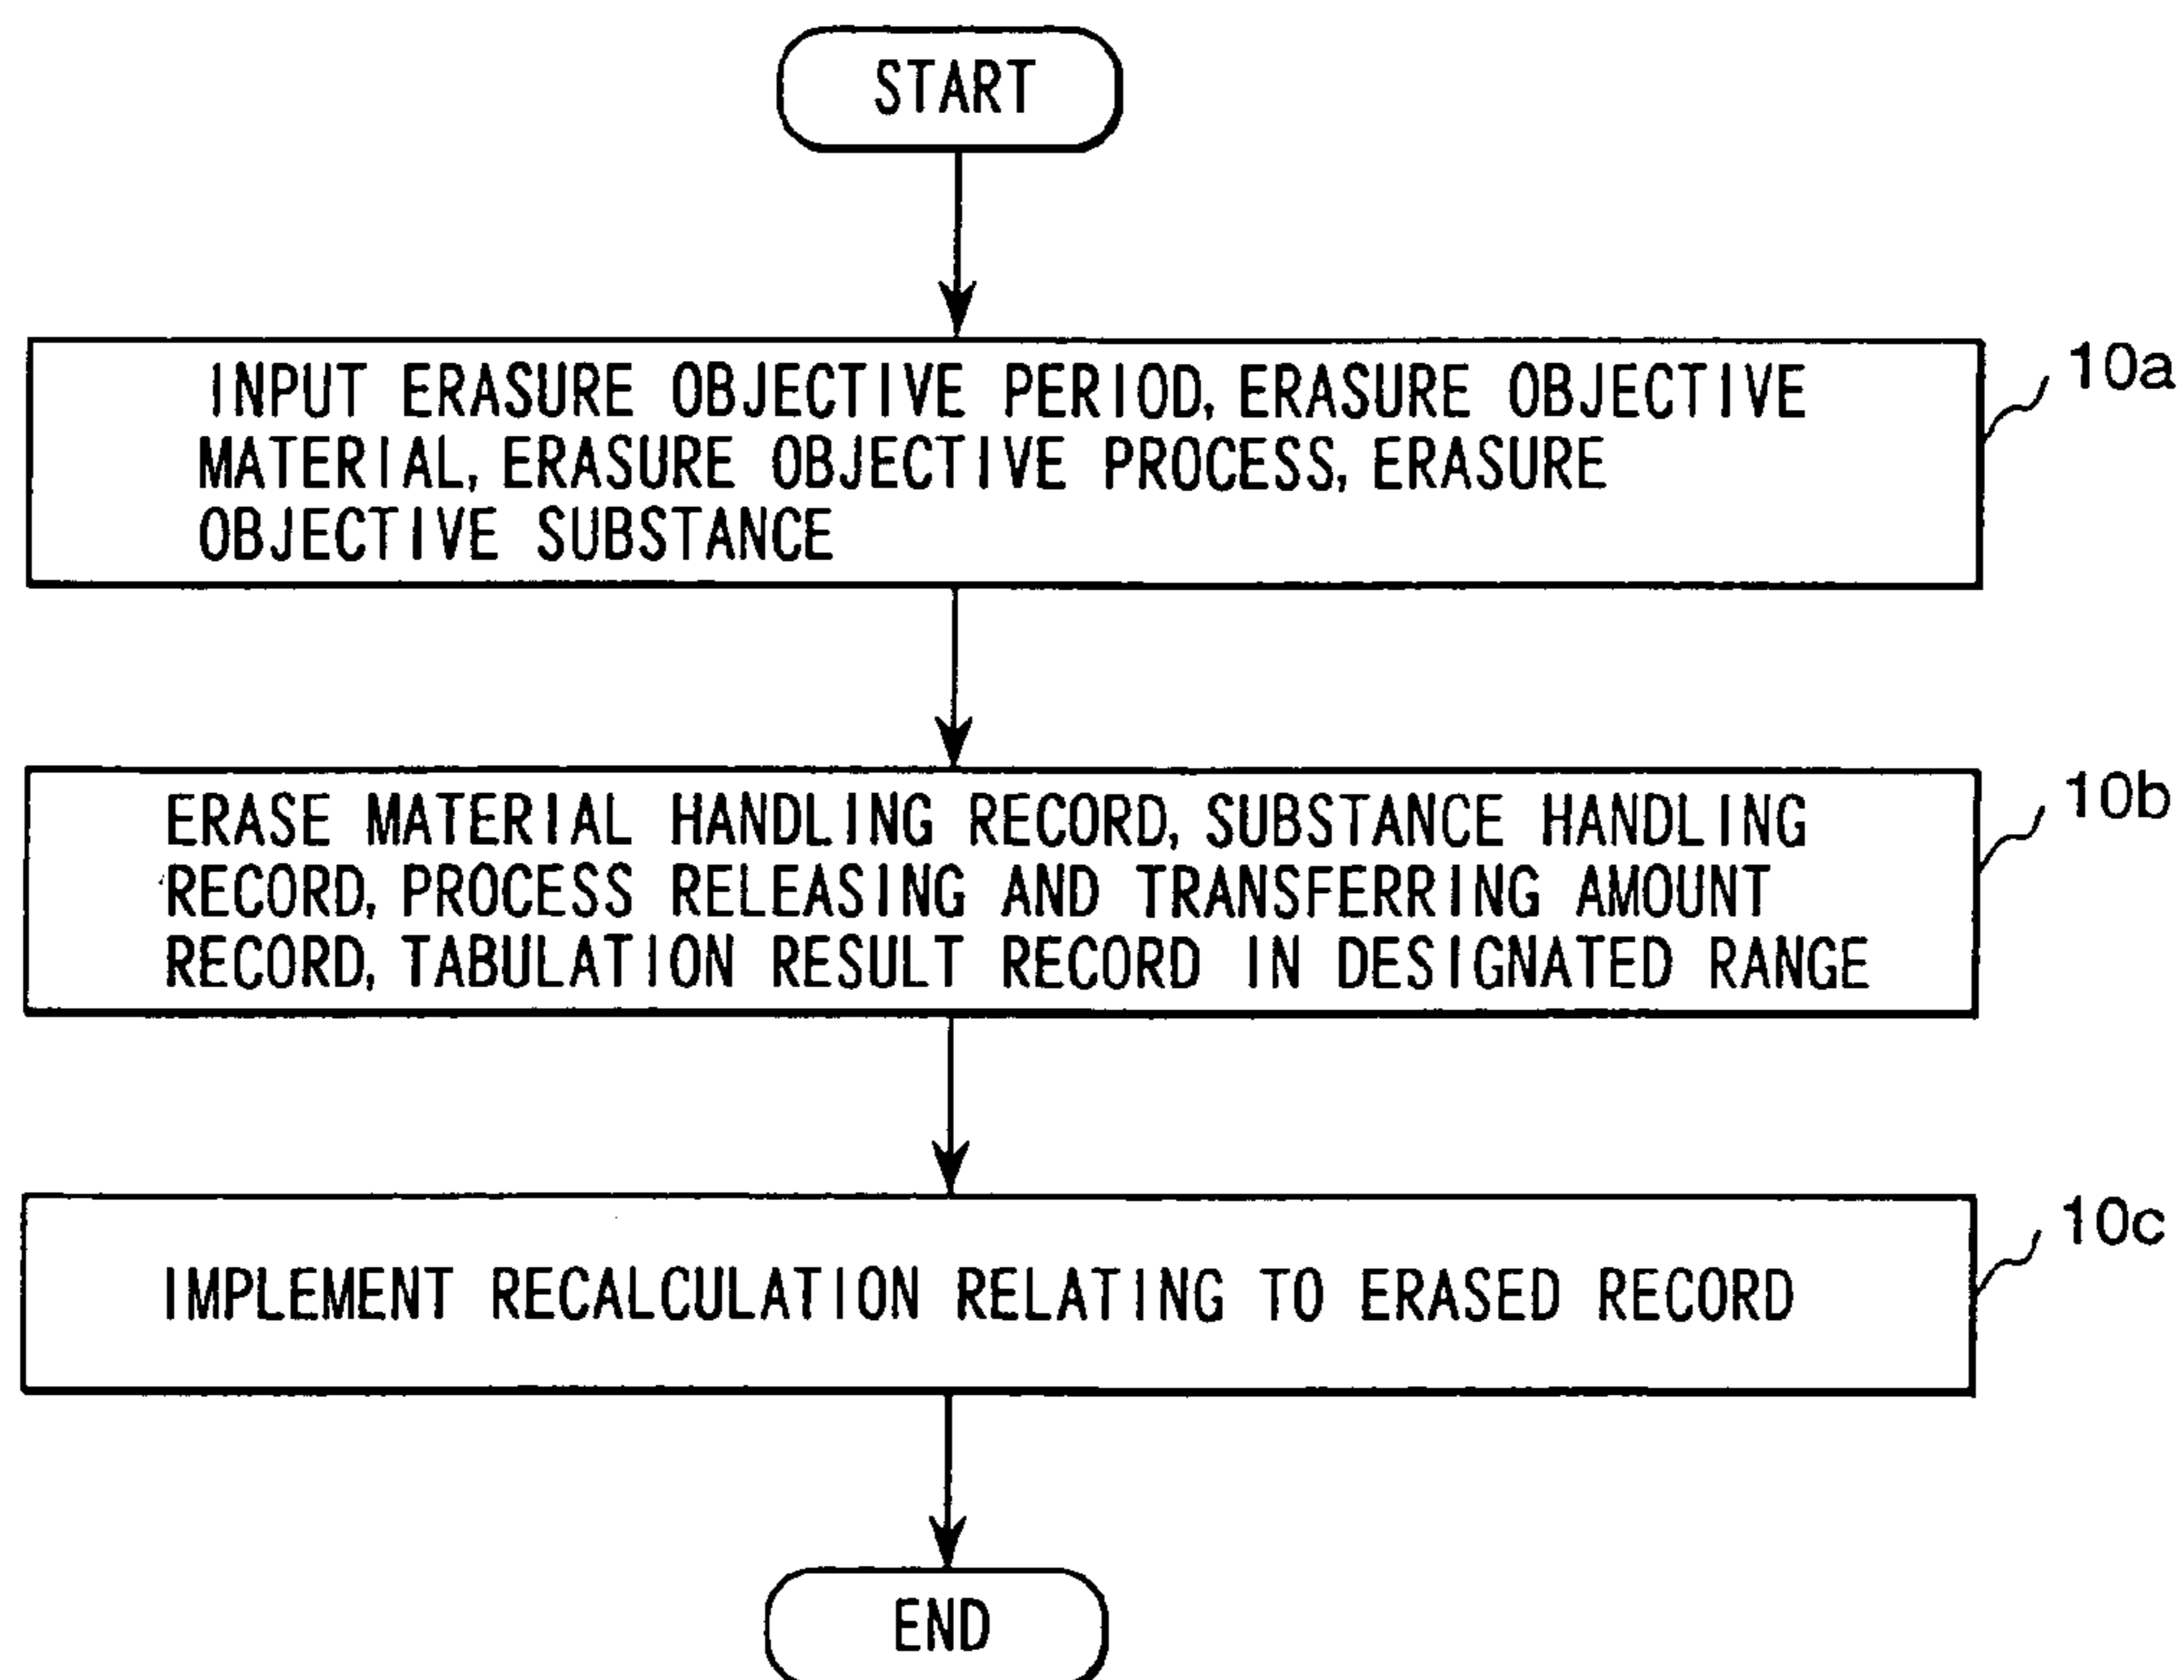 START
INPUT ERASURE OBJECTIVE PERIOD, ERASURE OBJECTIVE
MATERIAL, ERASURE OBJECTIVE PROCESS, ERASURE
OBJECTIVE SUBSTANCE
10a
ERASE MATERIAL HANDLING RECORD, SUBSTANCE HANDLING
RECORD, PROCESS RELEASING AND TRANSFERRING AMOUNT
RECORD, TABULATION RESULT RECORD IN DESIGNATED RANGE
10b
IMPLEMENT RECALCULATION RELATING TO ERASED RECORD
10c
END